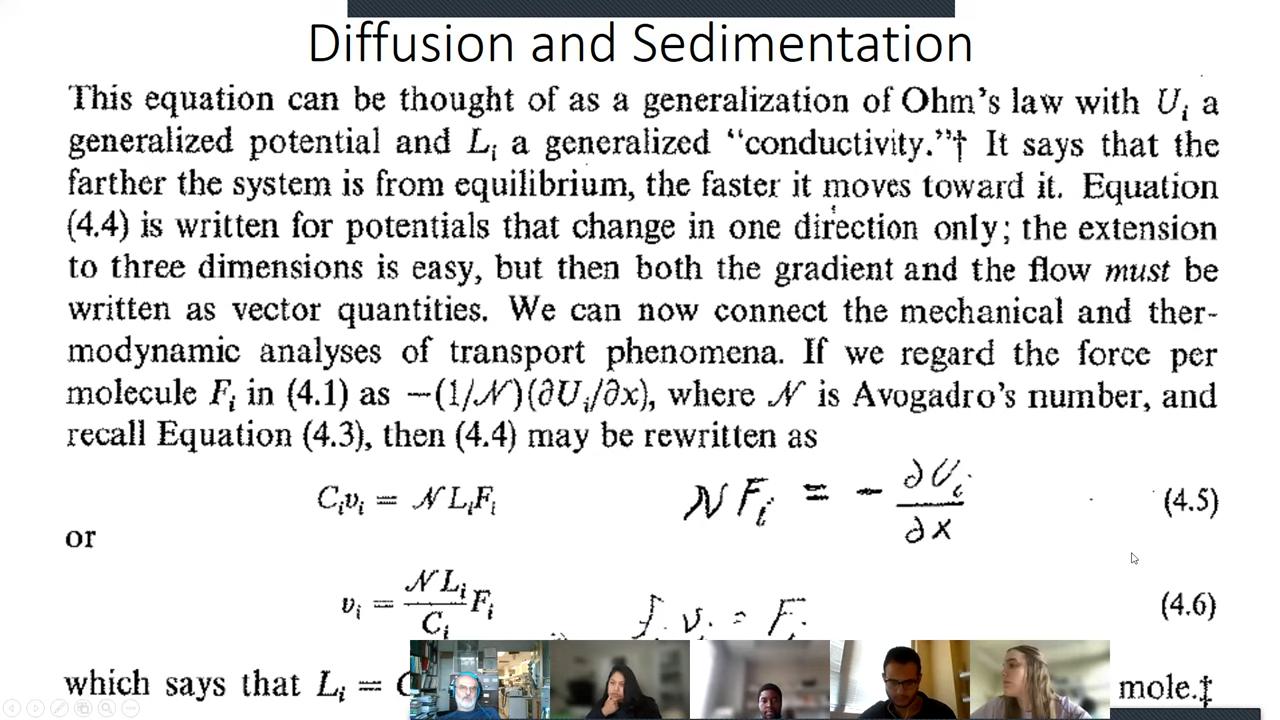 Diffusion and Sedimentation
This equation can be thought of as a generalization of Ohm's law with Uᵢ a
generalized potential and Lᵢ a generalized “conductivity.”† It says that the
farther the system is from equilibrium, the faster it moves toward it. Equation
(4.4) is written for potentials that change in one direction only; the extension
to three dimensions is easy, but then both the gradient and the flow must be
written as vector quantities. We can now connect the mechanical and ther-
modynamic analyses of transport phenomena. If we regard the force per
molecule Fᵢ in (4.1) as −(1/𝒩)(∂Uᵢ/∂x), where 𝒩 is Avogadro's number, and
recall Equation (4.3), then (4.4) may be rewritten as
Cᵢvᵢ = 𝒩LᵢFᵢ 𝒩Fᵢ = − ∂Uᵢ/∂x (4.5)
or
vᵢ = 𝒩Lᵢ/Cᵢ Fᵢ fᵢvᵢ = Fᵢ (4.6)
which says that Lᵢ = mole.‡